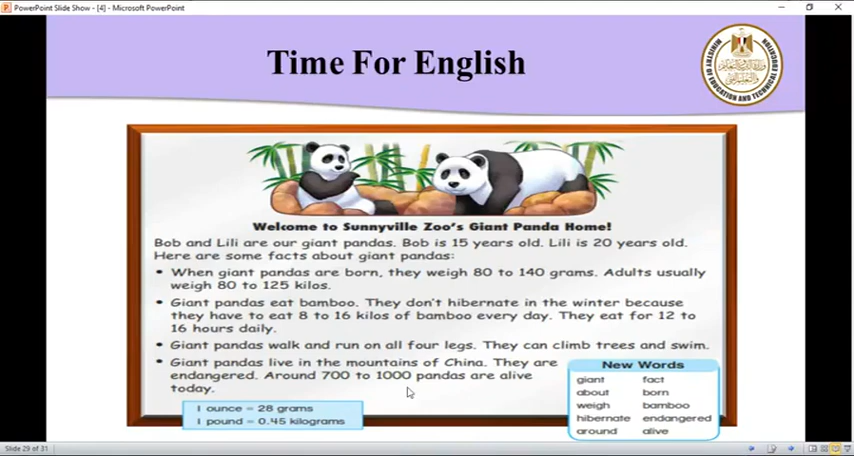 PowerPoint Slide Show - [4] - Microsoft PowerPoint
Time For English
MINISTRY OF EDUCATION AND TECHNICAL EDUCATION
Welcome to Sunnyville Zoo's Giant Panda Home!
Bob and Lili are our giant pandas. Bob is 15 years old. Lili is 20 years old.
Here are some facts about giant pandas:
• When giant pandas are born, they weigh 80 to 140 grams. Adults usually
weigh 80 to 125 kilos.
• Giant pandas eat bamboo. They don't hibernate in the winter because
they have to eat 8 to 16 kilos of bamboo every day. They eat for 12 to
16 hours daily.
• Giant pandas walk and run on all four legs. They can climb trees and swim.
• Giant pandas live in the mountains of China. They are
endangered. Around 700 to 1000 pandas are alive
today.
1 ounce = 28 grams
1 pound = 0.45 kilograms
New Words
giant fact
about born
weigh bamboo
hibernate endangered
around alive
Slide 29 of 31